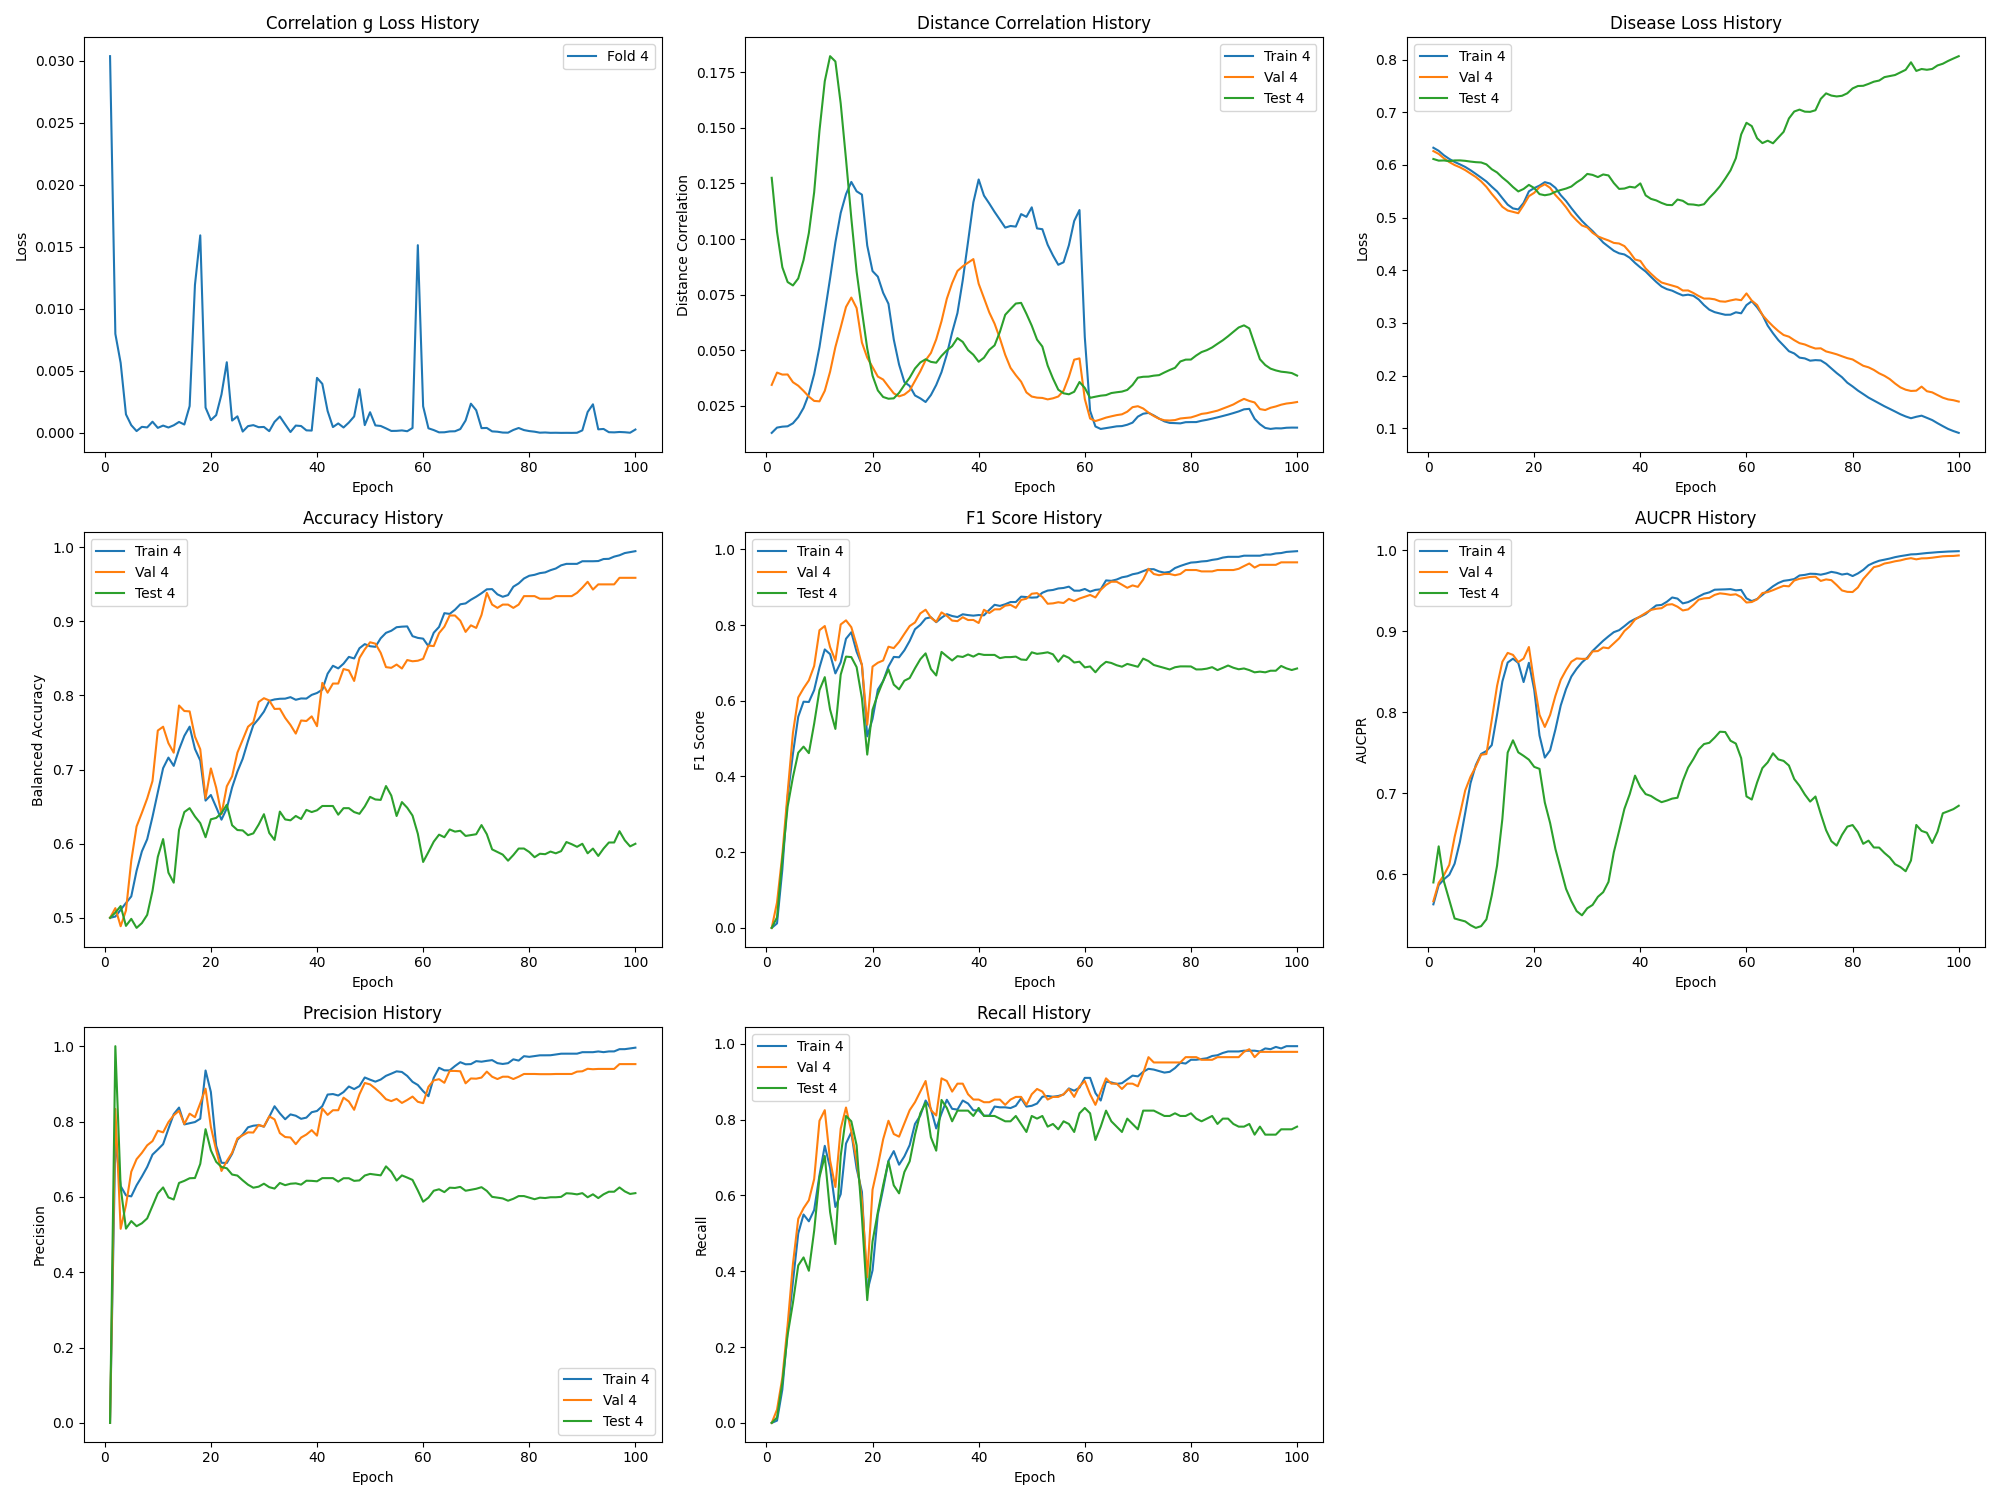 Correlation g Loss History
Fold 4
Loss
0.030
0.025
0.020
0.015
0.010
0.005
0.000
0 20 40 60 80 100
Epoch
Distance Correlation History
Train 4
Val 4
Test 4
Distance Correlation
0.175
0.150
0.125
0.100
0.075
0.050
0.025
0 20 40 60 80 100
Epoch
Disease Loss History
Train 4
Val 4
Test 4
Loss
0.8
0.7
0.6
0.5
0.4
0.3
0.2
0.1
0 20 40 60 80 100
Epoch
Accuracy History
Train 4
Val 4
Test 4
Balanced Accuracy
1.0
0.9
0.8
0.7
0.6
0.5
0 20 40 60 80 100
Epoch
F1 Score History
Train 4
Val 4
Test 4
F1 Score
1.0
0.8
0.6
0.4
0.2
0.0
0 20 40 60 80 100
Epoch
AUCPR History
Train 4
Val 4
Test 4
AUCPR
1.0
0.9
0.8
0.7
0.6
0 20 40 60 80 100
Epoch
Precision History
Train 4
Val 4
Test 4
Precision
1.0
0.8
0.6
0.4
0.2
0.0
0 20 40 60 80 100
Epoch
Recall History
Train 4
Val 4
Test 4
Recall
1.0
0.8
0.6
0.4
0.2
0.0
0 20 40 60 80 100
Epoch